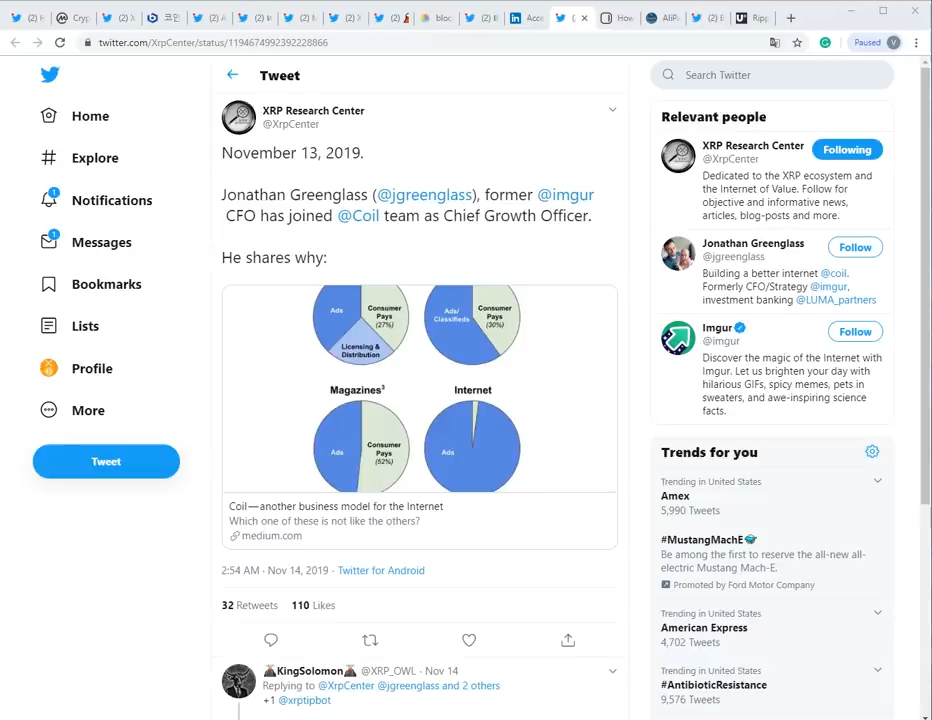 Cryp
bloc
Acco
How
AliPa
Ripp
twitter.com/XrpCenter/status/1194674992392228866
Paused
V
Home
Explore
1
Notifications
1
Messages
Bookmarks
Lists
Profile
More
Tweet
Tweet
XRP Research Center
@XrpCenter
November 13, 2019.
Jonathan Greenglass (@jgreenglass), former @imgur
CFO has joined @Coil team as Chief Growth Officer.
He shares why:
Ads
Consumer
Pays
(27%)
Licensing &
Distribution
Ads/
Classifieds
Consumer
Pays
(30%)
Magazines³
Internet
Ads
Consumer
Pays
(52%)
Ads
Coil — another business model for the Internet
Which one of these is not like the others?
medium.com
2:54 AM · Nov 14, 2019 · Twitter for Android
32 Retweets 110 Likes
KingSolomon @XRP_OWL · Nov 14
Replying to @XrpCenter @jgreenglass and 2 others
+1 @xrptipbot
Search Twitter
Relevant people
XRP Research Center
@XrpCenter
Following
Dedicated to the XRP ecosystem and
the Internet of Value. Follow for
objective and informative news,
articles, blog-posts and more.
Jonathan Greenglass
@jgreenglass
Follow
Building a better internet @coil.
Formerly CFO/Strategy @imgur,
investment banking @LUMA_partners
Imgur
@imgur
Follow
Discover the magic of the Internet with
Imgur. Let us brighten your day with
hilarious GIFs, spicy memes, pets in
sweaters, and awe-inspiring science
facts.
Trends for you
Trending in United States
Amex
5,990 Tweets
#MustangMachE
Be among the first to reserve the all-new all-
electric Mustang Mach-E.
Promoted by Ford Motor Company
Trending in United States
American Express
4,702 Tweets
Trending in United States
#AntibioticResistance
9,576 Tweets